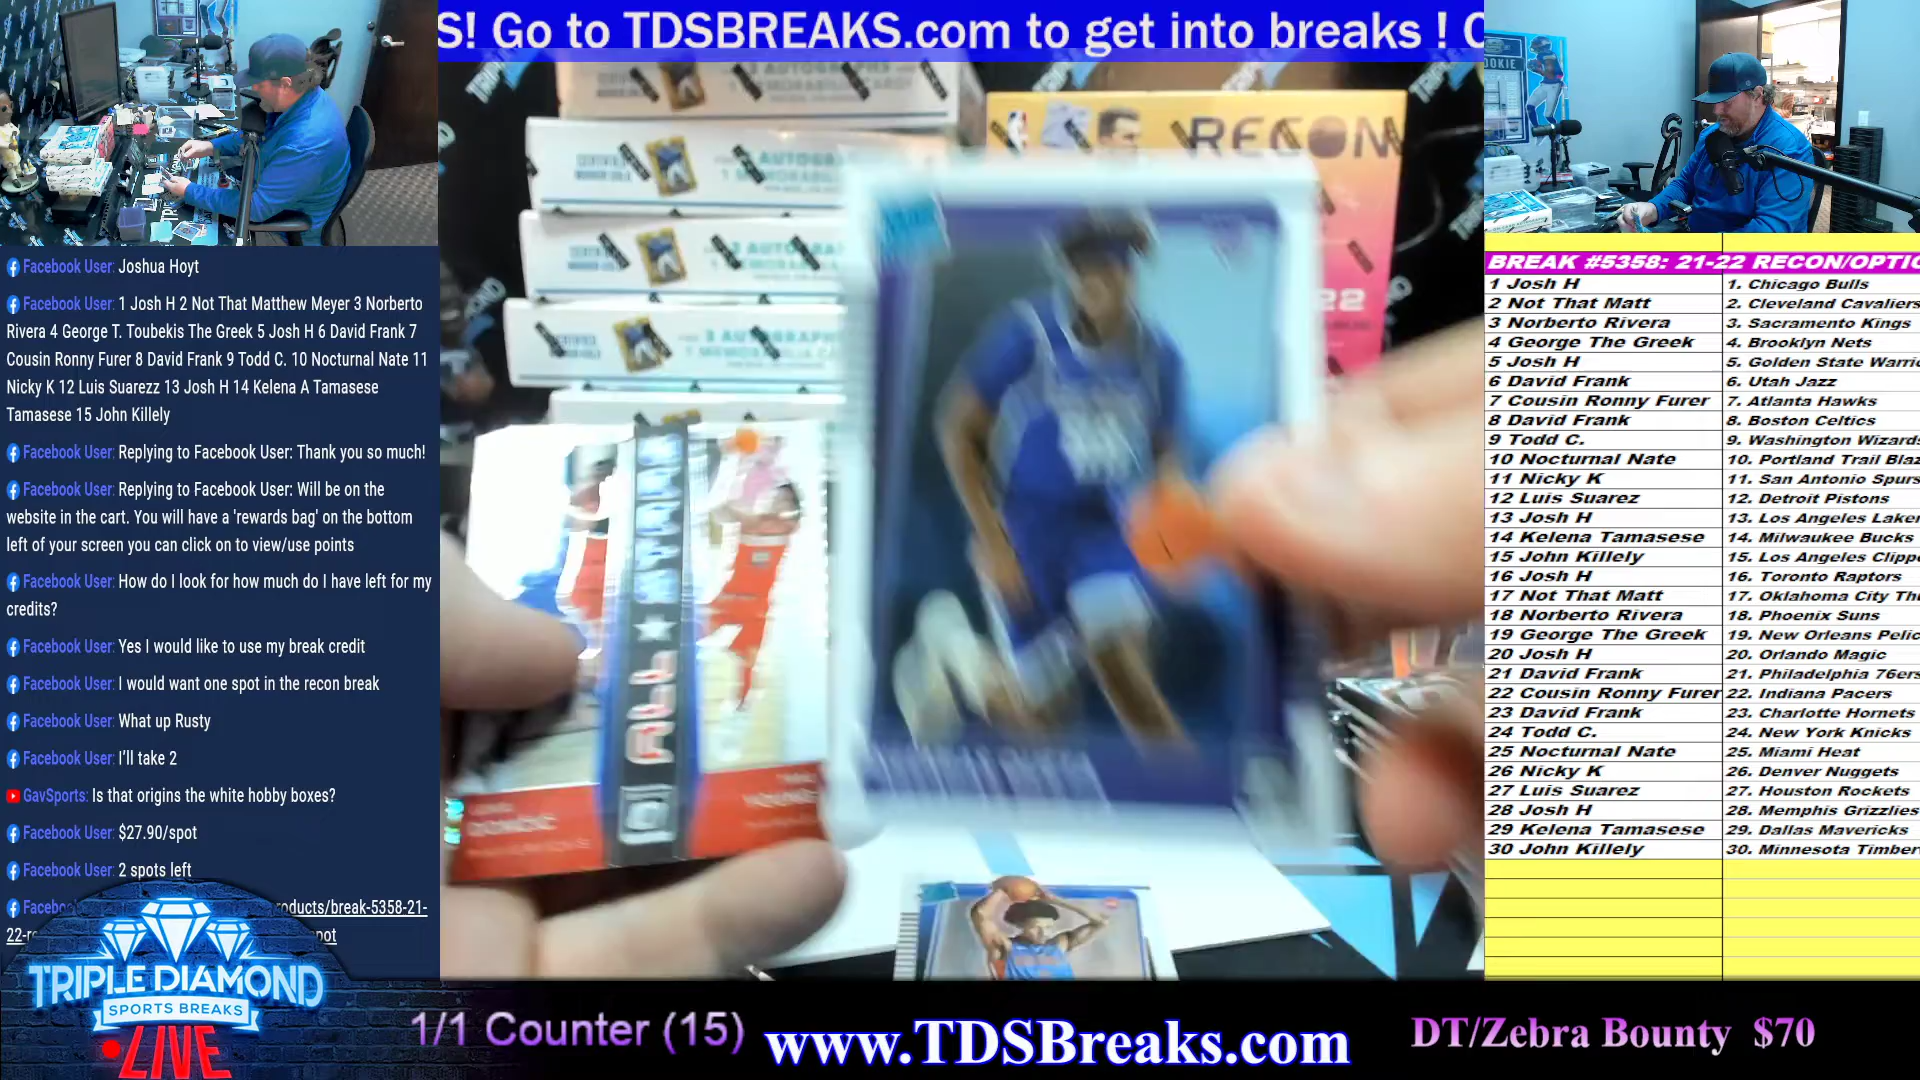 S! Go to TDSBREAKS.com to get into breaks ! C
Facebook User: Joshua Hoyt
Facebook User: 1 Josh H 2 Not That Matthew Meyer 3 Norberto
Rivera 4 George T. Toubekis The Greek 5 Josh H 6 David Frank 7
Cousin Ronny Furer 8 David Frank 9 Todd C. 10 Nocturnal Nate 11
Nicky K 12 Luis Suarezz 13 Josh H 14 Kelena A Tamasese
Tamasese 15 John Killely
Facebook User: Replying to Facebook User: Thank you so much!
Facebook User: Replying to Facebook User: Will be on the
website in the cart. You will have a 'rewards bag' on the bottom
left of your screen you can click on to view/use points
Facebook User: How do I look for how much do I have left for my
credits?
Facebook User: Yes I would like to use my break credit
Facebook User: I would want one spot in the recon break
Facebook User: What up Rusty
Facebook User: I'll take 2
GavSports: Is that origins the white hobby boxes?
Facebook User: $27.90/spot
Facebook User: 2 spots left
Facebo
oducts/break-5358-21-
22-r
pot
TRIPLE DIAMOND
SPORTS BREAKS
LIVE
RECON
BREAK #5358: 21-22 RECON/OPTIO
1 Josh H 1. Chicago Bulls
2 Not That Matt 2. Cleveland Cavaliers
3 Norberto Rivera 3. Sacramento Kings
4 George The Greek 4. Brooklyn Nets
5 Josh H 5. Golden State Warri
6 David Frank 6. Utah Jazz
7 Cousin Ronny Furer 7. Atlanta Hawks
8 David Frank 8. Boston Celtics
9 Todd C. 9. Washington Wizards
10 Nocturnal Nate 10. Portland Trail Blaz
11 Nicky K 11. San Antonio Spurs
12 Luis Suarez 12. Detroit Pistons
13 Josh H 13. Los Angeles Laker
14 Kelena Tamasese 14. Milwaukee Bucks
15 John Killely 15. Los Angeles Clippe
16 Josh H 16. Toronto Raptors
17 Not That Matt 17. Oklahoma City Thu
18 Norberto Rivera 18. Phoenix Suns
19 George The Greek 19. New Orleans Pelic
20 Josh H 20. Orlando Magic
21 David Frank 21. Philadelphia 76ers
22 Cousin Ronny Furer 22. Indiana Pacers
23 David Frank 23. Charlotte Hornets
24 Todd C. 24. New York Knicks
25 Nocturnal Nate 25. Miami Heat
26 Nicky K 26. Denver Nuggets
27 Luis Suarez 27. Houston Rockets
28 Josh H 28. Memphis Grizzlies
29 Kelena Tamasese 29. Dallas Mavericks
30 John Killely 30. Minnesota Timber
1/1 Counter (15)
www.TDSBreaks.com
DT/Zebra Bounty $70